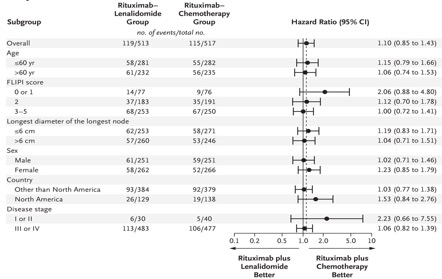 Rituximab– Rituximab–
Lenalidomide Chemotherapy
Subgroup Group Group Hazard Ratio (95% CI)
no. of events/total no.
Overall 119/513 115/517 1.10 (0.85 to 1.43)
Age
≤60 yr 58/281 55/282 1.15 (0.79 to 1.66)
>60 yr 61/232 56/235 1.06 (0.74 to 1.53)
FLIPI score
0 or 1 14/77 9/76 2.06 (0.88 to 4.80)
2 37/183 35/191 1.12 (0.70 to 1.78)
3–5 68/253 67/250 1.00 (0.72 to 1.41)
Longest diameter of the longest node
≤6 cm 62/253 58/271 1.19 (0.83 to 1.71)
>6 cm 57/260 53/246 1.04 (0.71 to 1.51)
Sex
Male 61/251 59/251 1.02 (0.71 to 1.46)
Female 58/262 52/266 1.23 (0.85 to 1.79)
Country
Other than North America 93/384 92/379 1.03 (0.77 to 1.38)
North America 26/129 19/138 1.53 (0.84 to 2.76)
Disease stage
I or II 6/30 5/40 2.23 (0.66 to 7.55)
III or IV 113/483 106/477 1.06 (0.82 to 1.39)
0.1 0.2 0.5 1.0 2.0 5.0 10.0
Rituximab plus Rituximab plus
Lenalidomide Chemotherapy
Better Better